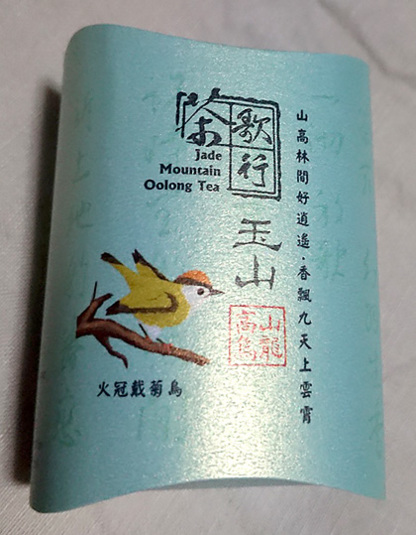 茶歌行
Jade
Mountain
Oolong Tea
玉山
高山
烏龍
山高林間好逍遙·香飄九天上雲霄
火冠戴菊鳥